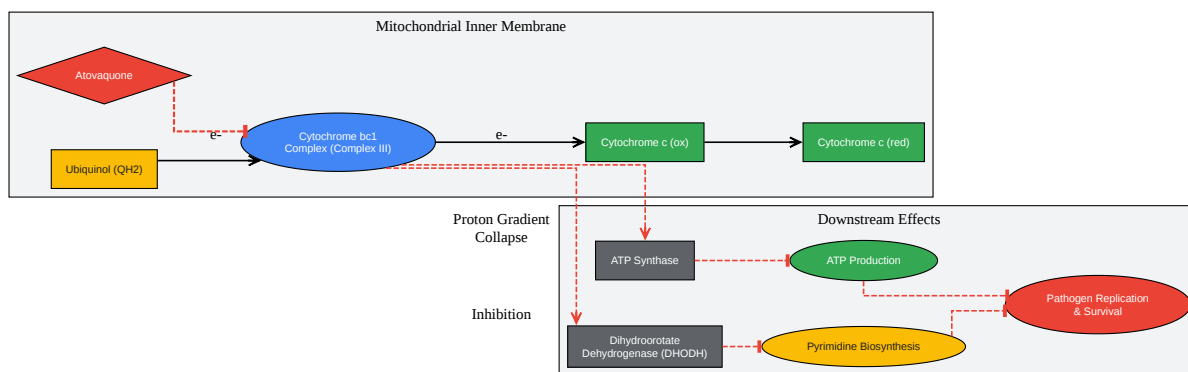 Mitochondrial Inner Membrane
Atovaquone
e-
Cytochrome bc1
Complex (Complex III)
e-
Cytochrome c (ox)
Cytochrome c (red)
Ubiquinol (QH2)
Proton Gradient
Collapse
Downstream Effects
ATP Synthase
ATP Production
Pathogen Replication
& Survival
Inhibition
Dihydroorotate
Dehydrogenase (DHODH)
Pyrimidine Biosynthesis